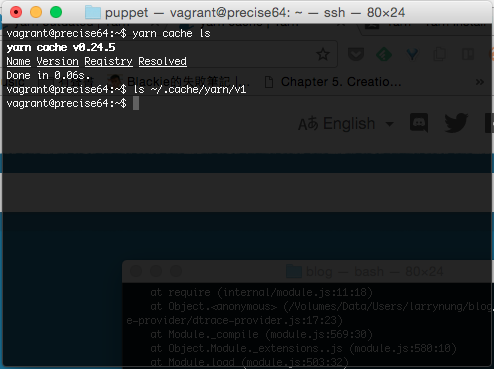 puppet — vagrant@precise64: ~ — ssh — 80×24
vagrant@precise64:~$ yarn cache ls
yarn cache v0.24.5
Name Version Registry Resolved
Done in 0.06s.
Blackie的失敗筆記
Chapter 5. Creatio...
vagrant@precise64:~$ ls ~/.cache/yarn/v1
vagrant@precise64:~$
English
blog — bash — 80×24
at require (internal/module.js:11:18)
at Object.<anonymous> (/Volumes/Data/Users/larrynung/blog
e-provider/dtrace-provider.js:17:23)
at Module._compile (module.js:569:30)
at Object.Module._extensions..js (module.js:580:10)
at Module.load (module.js:503:32)